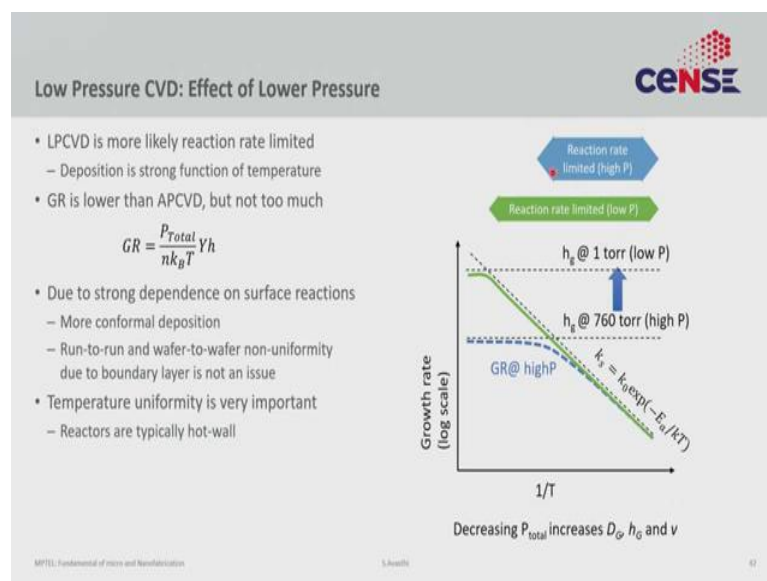 CeNSE
Low Pressure CVD: Effect of Lower Pressure
• LPCVD is more likely reaction rate limited
– Deposition is strong function of temperature
• GR is lower than APCVD, but not too much
GR = P_Total / nk_BT Yh
• Due to strong dependence on surface reactions
– More conformal deposition
– Run-to-run and wafer-to-wafer non-uniformity
due to boundary layer is not an issue
• Temperature uniformity is very important
– Reactors are typically hot-wall
Reaction rate
limited (high P)
Reaction rate limited (low P)
h_g @ 1 torr (low P)
h_g @ 760 torr (high P)
GR@ highP
k_s = k_0exp(−E_a/kT)
Growth rate
(log scale)
1/T
Decreasing P_total increases D_G, h_G and v
NPTEL: Fundamental of micro and Nanofabrication
S.Avasthi